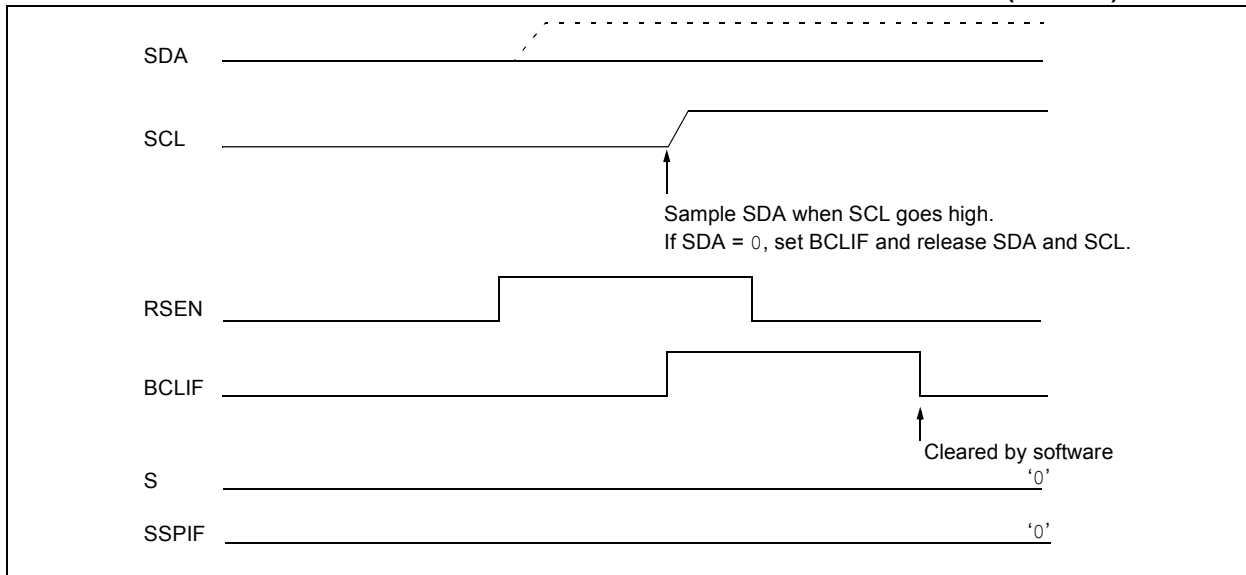 SDA
SCL
Sample SDA when SCL goes high.
If SDA = 0, set BCLIF and release SDA and SCL.
RSEN
BCLIF
Cleared by software
S
‘0’
SSPIF
‘0’